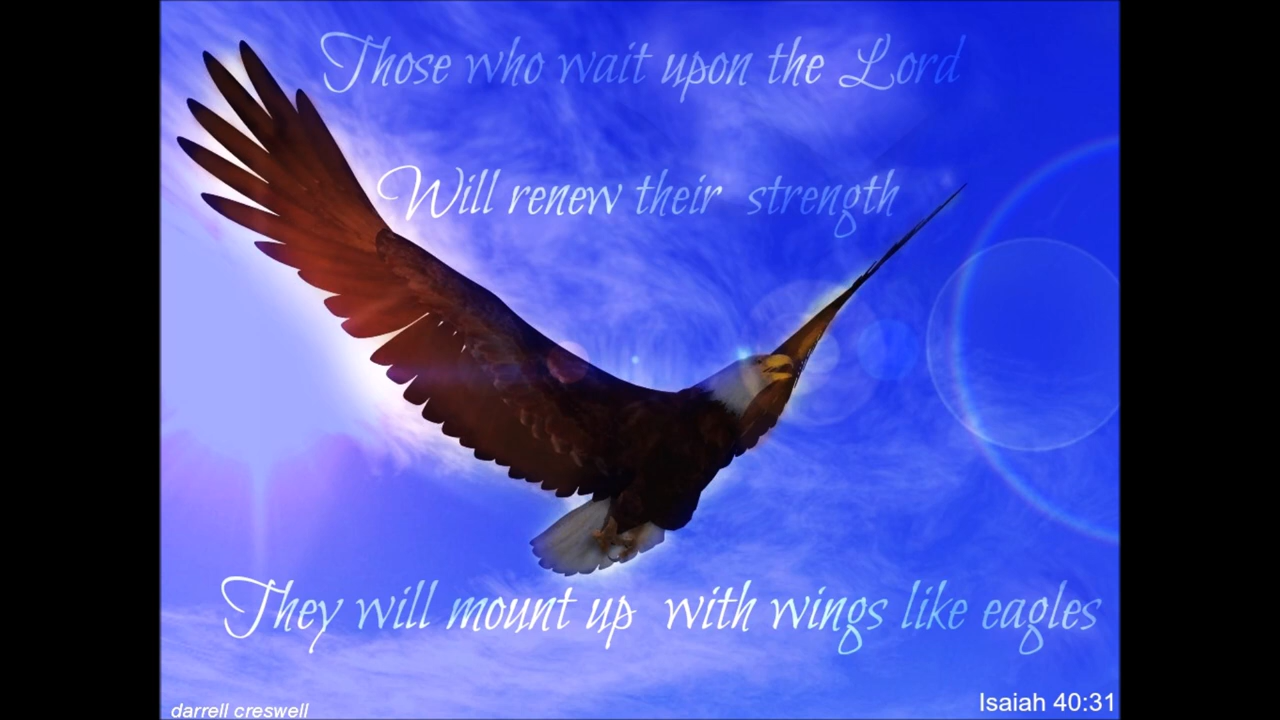 Those who wait upon the Lord
Will renew their strength
They will mount up with wings like eagles
darrell creswell
Isaiah 40:31